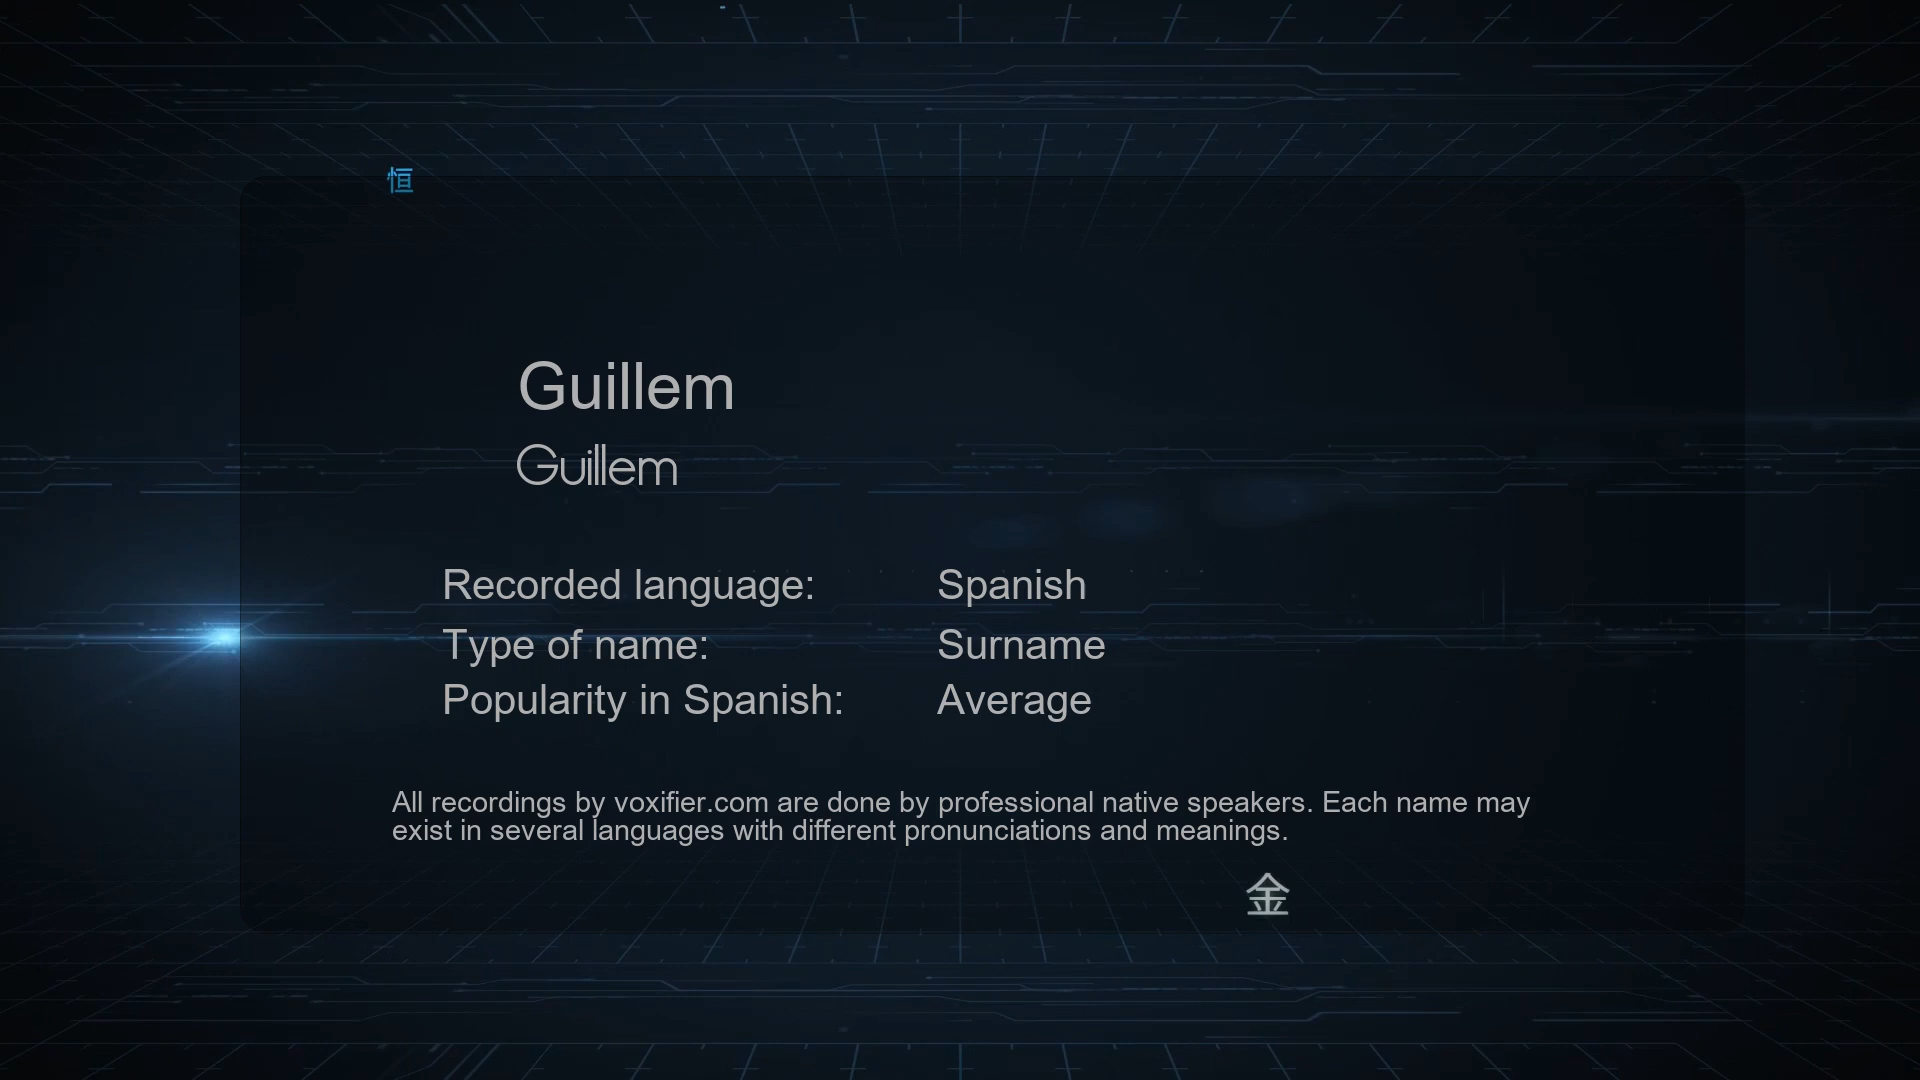 恒
Guillem
Guillem
Recorded language: Spanish
Type of name: Surname
Popularity in Spanish: Average
All recordings by voxifier.com are done by professional native speakers. Each name may
exist in several languages with different pronunciations and meanings.
金